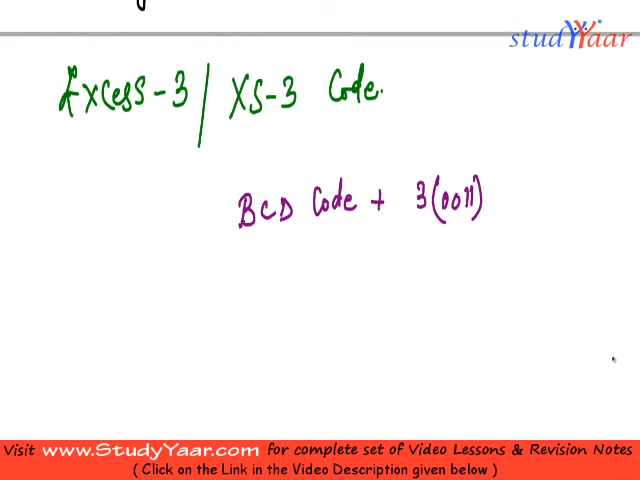 studYYaar
Excess-3 / XS-3 Code.
BCD Code + 3(0011)
Visit www.StudyYaar.com for complete set of Video Lessons & Revision Notes
( Click on the Link in the Video Description given below )